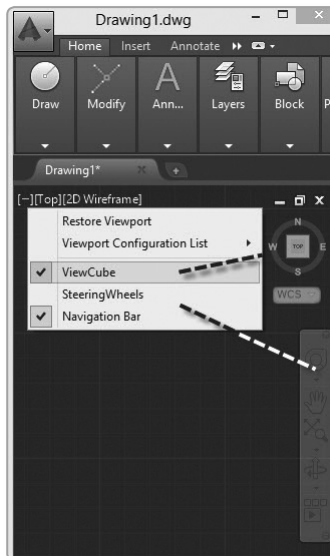 Drawing1.dwg
Home Insert Annotate
Draw Modify Ann... Layers Block P
Drawing1*
[−][Top][2D Wireframe]
Restore Viewport
Viewport Configuration List
ViewCube
SteeringWheels
Navigation Bar
N
W TOP E
S
WCS